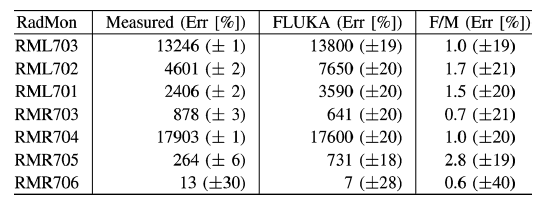 RadMon Measured (Err [%]) FLUKA (Err [%]) F/M (Err [%])
RML703 13246 (± 1) 13800 (±19) 1.0 (±19)
RML702 4601 (± 2) 7650 (±20) 1.7 (±21)
RML701 2406 (± 2) 3590 (±20) 1.5 (±20)
RMR703 878 (± 3) 641 (±20) 0.7 (±21)
RMR704 17903 (± 1) 17600 (±20) 1.0 (±20)
RMR705 264 (± 6) 731 (±18) 2.8 (±19)
RMR706 13 (±30) 7 (±28) 0.6 (±40)